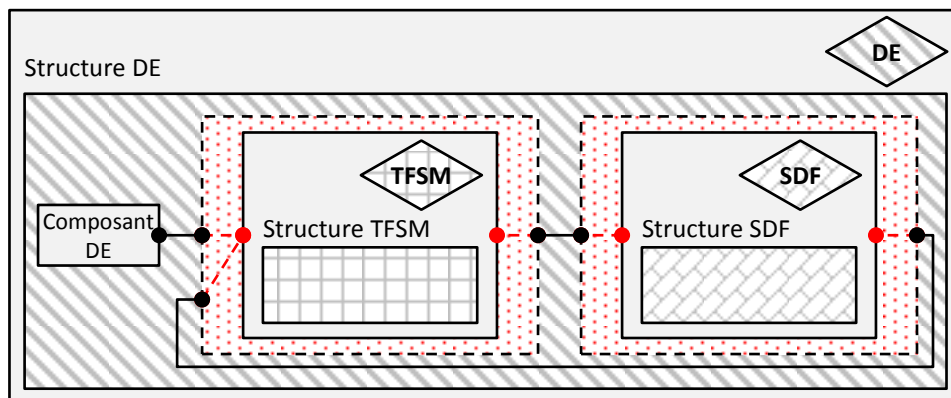 DE
Structure DE
TFSM
SDF
Composant
DE
Structure TFSM
Structure SDF